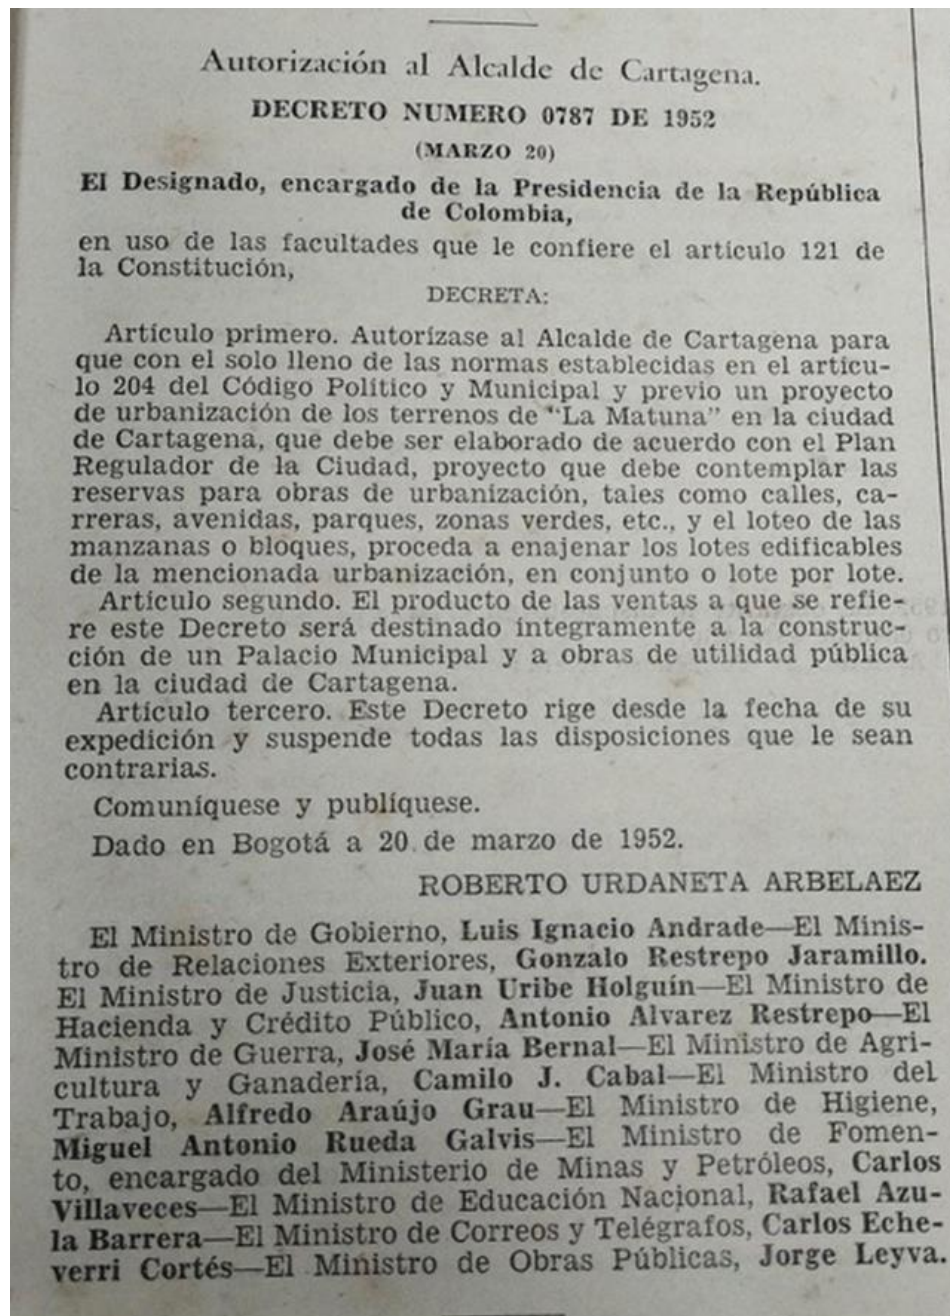 Autorización al Alcalde de Cartagena.
DECRETO NUMERO 0787 DE 1952
(MARZO 20)
El Designado, encargado de la Presidencia de la República
de Colombia,
en uso de las facultades que le confiere el artículo 121 de
la Constitución,
DECRETA:
Artículo primero. Autorízase al Alcalde de Cartagena para
que con el solo lleno de las normas establecidas en el artícu-
lo 204 del Código Político y Municipal y previo un proyecto
de urbanización de los terrenos de "La Matuna" en la ciudad
de Cartagena, que debe ser elaborado de acuerdo con el Plan
Regulador de la Ciudad, proyecto que debe contemplar las
reservas para obras de urbanización, tales como calles, ca-
rreras, avenidas, parques, zonas verdes, etc., y el loteo de las
manzanas o bloques, proceda a enajenar los lotes edificables
de la mencionada urbanización, en conjunto o lote por lote.
Artículo segundo. El producto de las ventas a que se refie-
re este Decreto será destinado íntegramente a la construc-
ción de un Palacio Municipal y a obras de utilidad pública
en la ciudad de Cartagena.
Artículo tercero. Este Decreto rige desde la fecha de su
expedición y suspende todas las disposiciones que le sean
contrarias.
Comuníquese y publíquese.
Dado en Bogotá a 20 de marzo de 1952.
ROBERTO URDANETA ARBELAEZ
El Ministro de Gobierno, Luis Ignacio Andrade—El Minis-
tro de Relaciones Exteriores, Gonzalo Restrepo Jaramillo.
El Ministro de Justicia, Juan Uribe Holguín—El Ministro de
Hacienda y Crédito Público, Antonio Alvarez Restrepo—El
Ministro de Guerra, José María Bernal—El Ministro de Agri-
cultura y Ganadería, Camilo J. Cabal—El Ministro del
Trabajo, Alfredo Araújo Grau—El Ministro de Higiene,
Miguel Antonio Rueda Galvis—El Ministro de Fomen-
to, encargado del Ministerio de Minas y Petróleos, Carlos
Villaveces—El Ministro de Educación Nacional, Rafael Azu-
la Barrera—El Ministro de Correos y Telégrafos, Carlos Eche-
verri Cortés—El Ministro de Obras Públicas, Jorge Leyva.